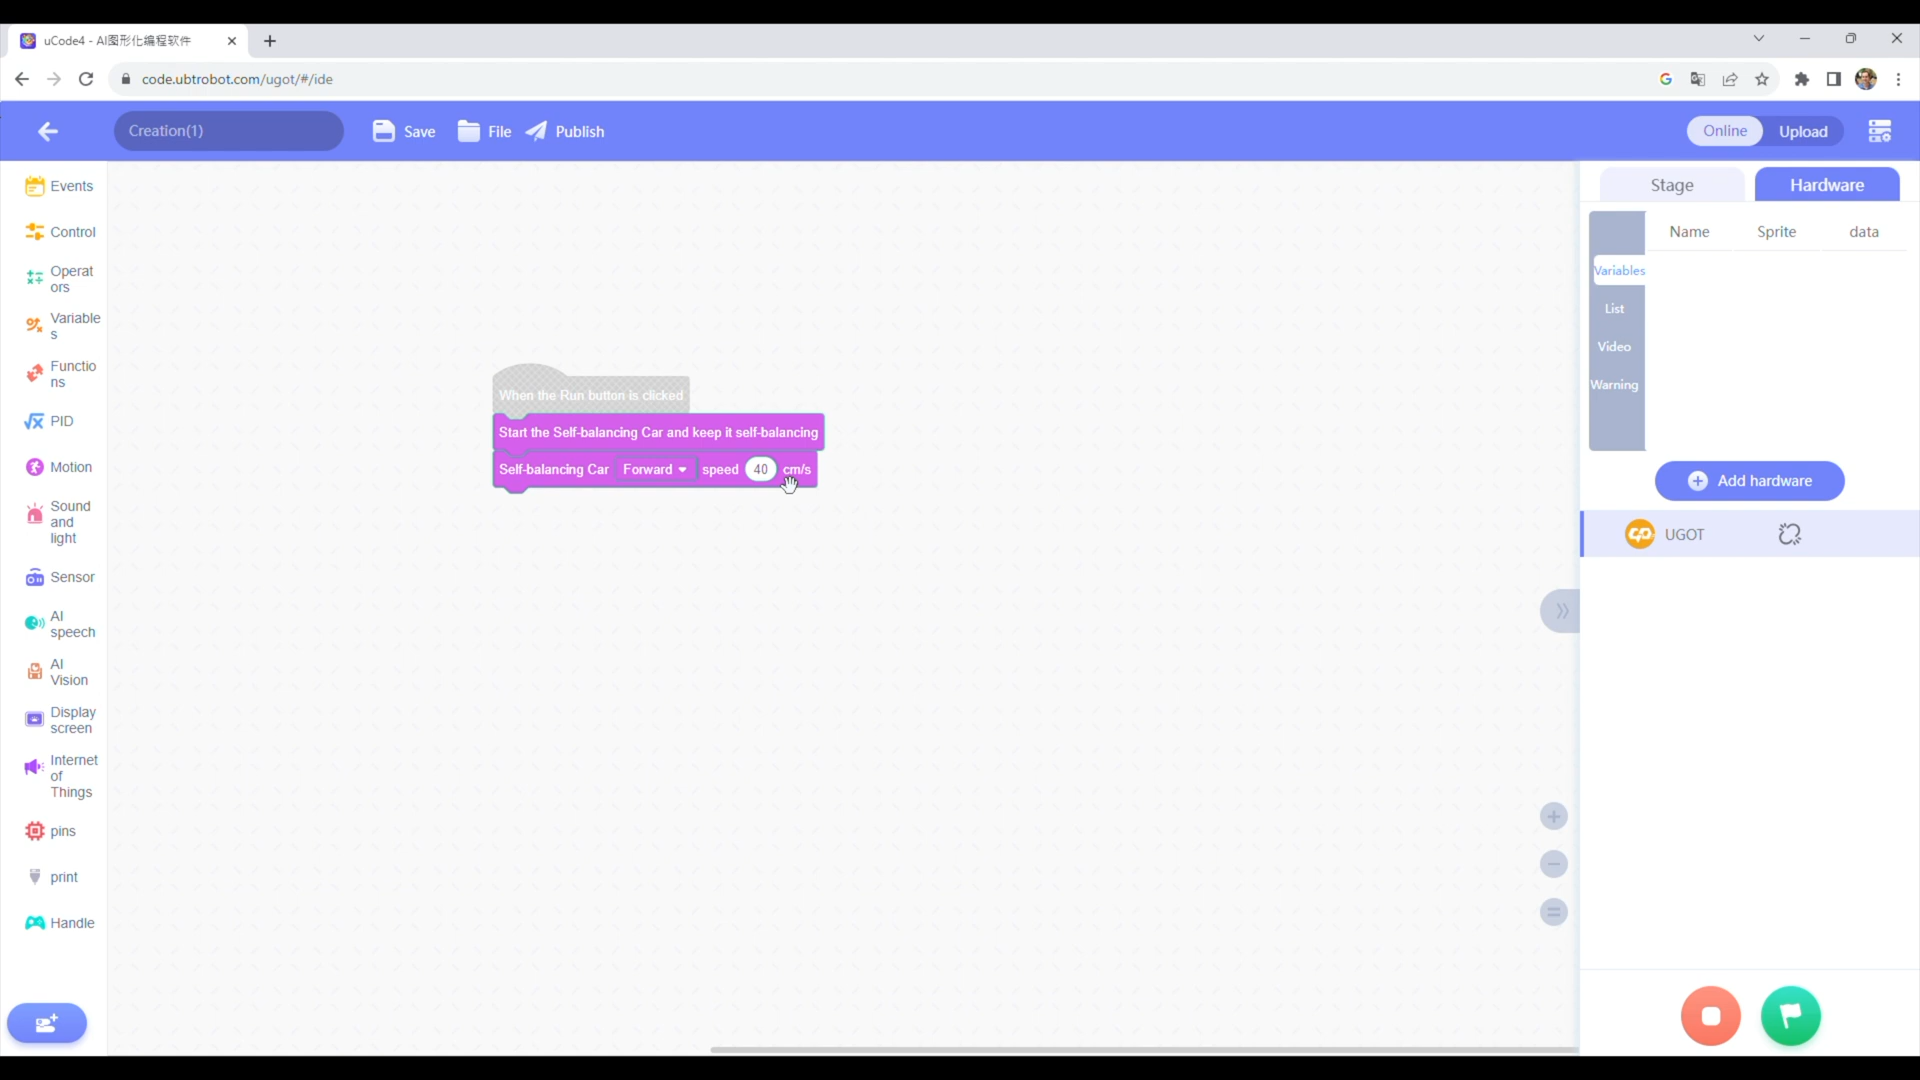 uCode4 - AI图形化编程软件
code.ubtrobot.com/ugot/#/ide
Creation(1)
Save
File
Publish
Online
Upload
Events
Control
Operat
ors
Variable
s
Functio
ns
PID
Motion
Sound
and
light
Sensor
AI
speech
AI
Vision
Display
screen
Internet
of
Things
pins
print
Handle
When the Run button is clicked
Start the Self-balancing Car and keep it self-balancing
Self-balancing Car Forward speed 40 cm/s
Stage
Hardware
Name Sprite data
Variables
List
Video
Warning
Add hardware
UGOT